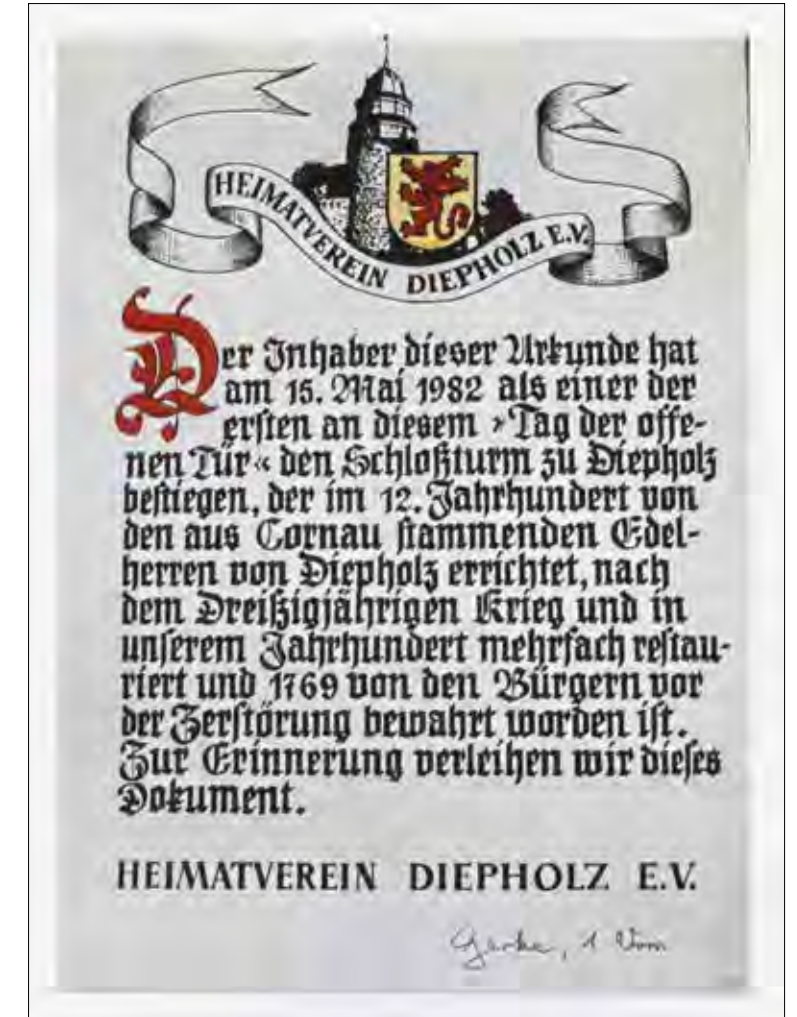 HEIMATVEREIN DIEPHOLZ E.V.
Der Inhaber dieser Urkunde hat
am 15. Mai 1982 als einer der
ersten an diesem »Tag der offe-
nen Tür« den Schloßturm zu Diepholz
bestiegen, der im 12. Jahrhundert von
den aus Cornau stammenden Edel-
herren von Diepholz errichtet, nach
dem Dreißigjährigen Krieg und in
unserem Jahrhundert mehrfach restau-
riert und 1769 von den Bürgern vor
der Zerstörung bewahrt worden ist.
Zur Erinnerung verleihen wir dieses
Dokument.
HEIMATVEREIN DIEPHOLZ E.V.